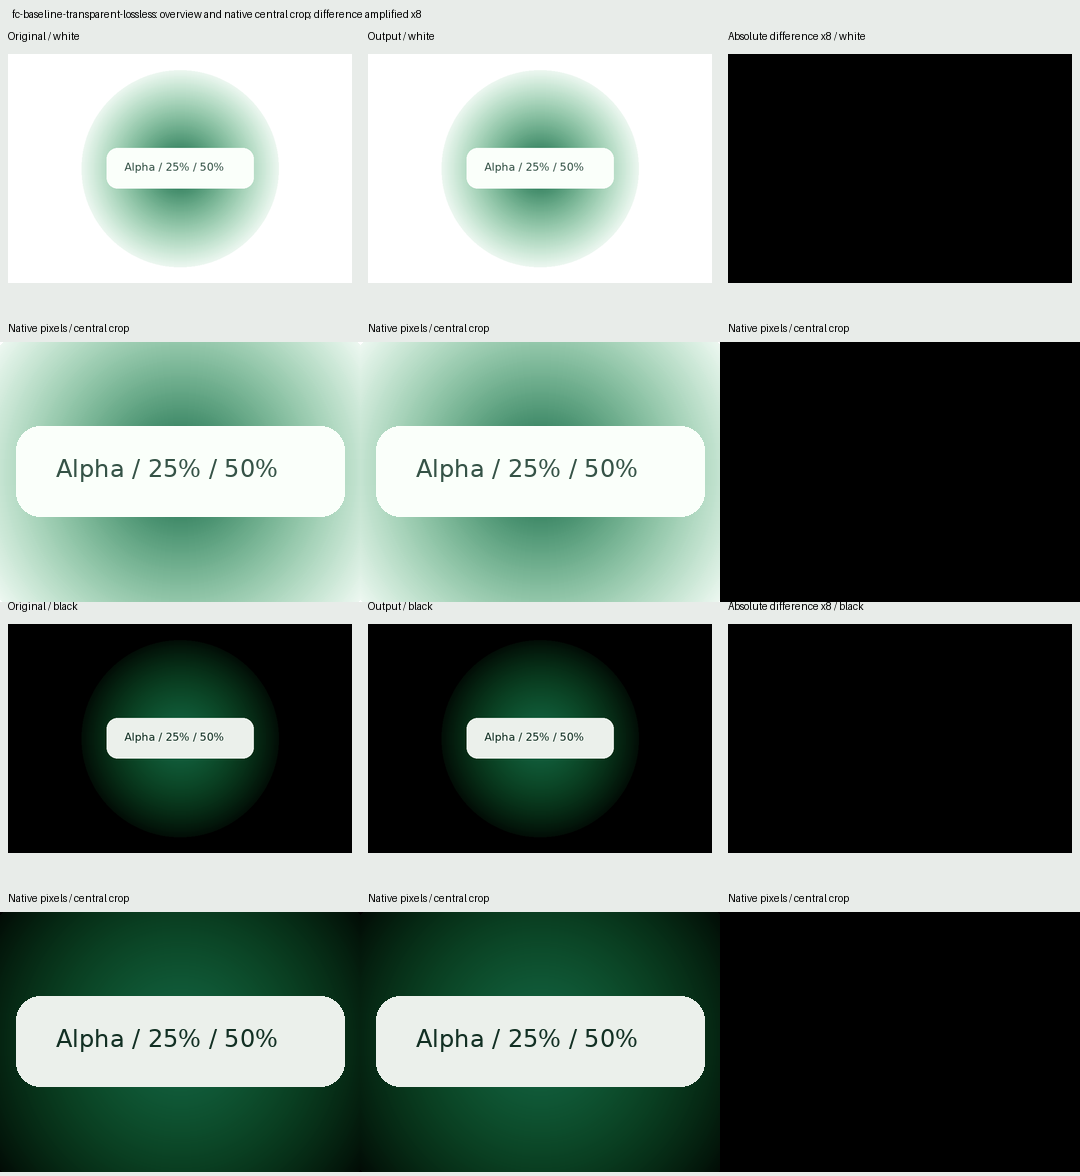 fc-baseline-transparent-lossless: overview and native central crop; difference amplified x8
Original / white
Output / white
Absolute difference x8 / white
Alpha / 25% / 50%
Alpha / 25% / 50%
Native pixels / central crop
Native pixels / central crop
Native pixels / central crop
Alpha / 25% / 50%
Alpha / 25% / 50%
Original / black
Output / black
Absolute difference x8 / black
Alpha / 25% / 50%
Alpha / 25% / 50%
Native pixels / central crop
Native pixels / central crop
Native pixels / central crop
Alpha / 25% / 50%
Alpha / 25% / 50%